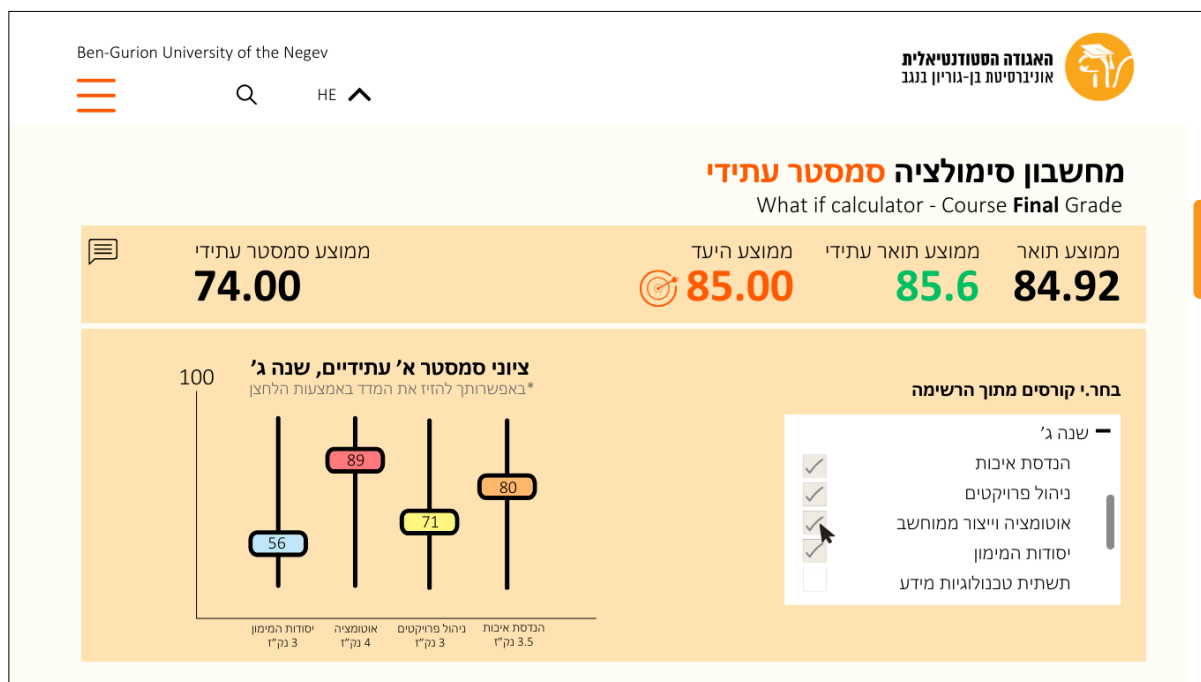 Ben-Gurion University of the Negev
HE
האגודה הסטודנטיאלית
אוניברסיטת בן-גוריון בנגב
מחשבון סימולציה סמסטר עתידי
What if calculator - Course Final Grade
ממוצע תואר
84.92
ממוצע תואר עתידי
85.6
ממוצע היעד
85.00
ממוצע סמסטר עתידי
74.00
בחר.י קורסים מתוך הרשימה
שנה ג’
הנדסת איכות
ניהול פרויקטים
אוטומציה וייצור ממוחשב
יסודות המימון
תשתית טכנולוגיות מידע
ציוני סמסטר א’ עתידיים, שנה ג’
*באפשרותך להזיז את המדד באמצעות הלחצן
100
80
71
89
56
הנדסת איכות
3.5 נק”ז
ניהול פרויקטים
3 נק”ז
אוטומציה
4 נק”ז
יסודות המימון
3 נק”ז